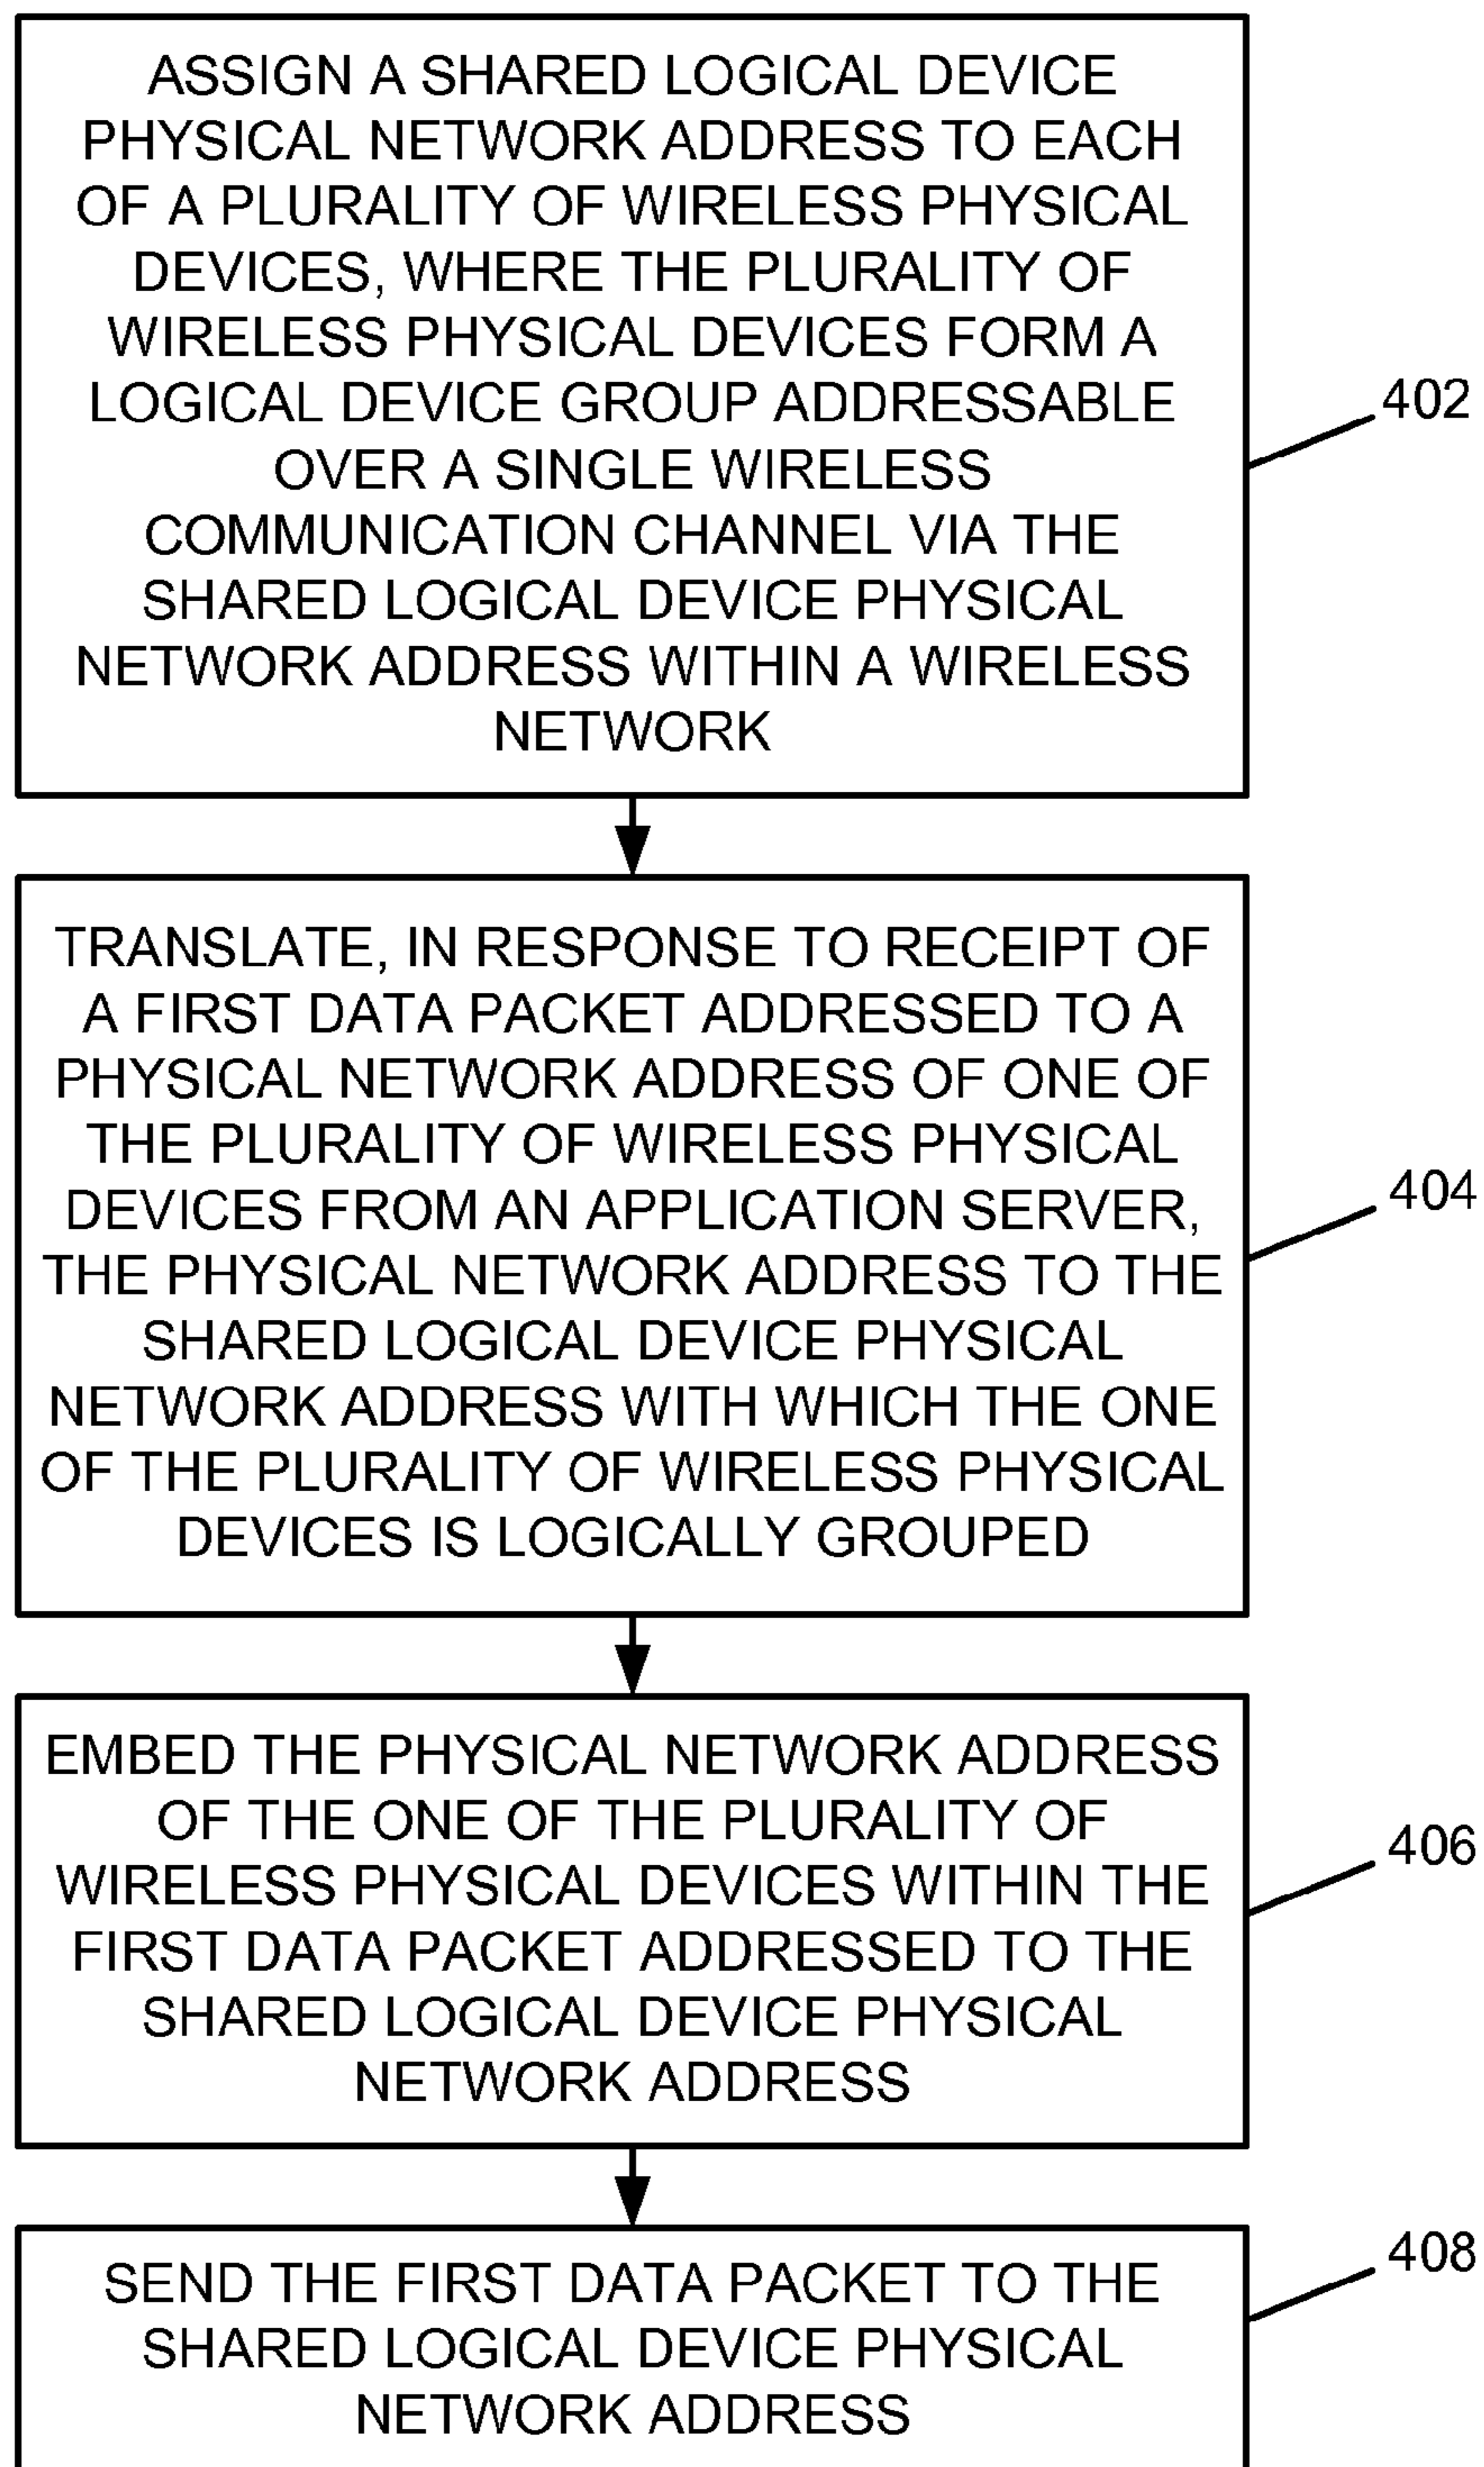 ASSIGN A SHARED LOGICAL DEVICE
PHYSICAL NETWORK ADDRESS TO EACH
OF A PLURALITY OF WIRELESS PHYSICAL
DEVICES, WHERE THE PLURALITY OF
WIRELESS PHYSICAL DEVICES FORM A
LOGICAL DEVICE GROUP ADDRESSABLE
OVER A SINGLE WIRELESS
COMMUNICATION CHANNEL VIA THE
SHARED LOGICAL DEVICE PHYSICAL
NETWORK ADDRESS WITHIN A WIRELESS
NETWORK
402
TRANSLATE, IN RESPONSE TO RECEIPT OF
A FIRST DATA PACKET ADDRESSED TO A
PHYSICAL NETWORK ADDRESS OF ONE OF
THE PLURALITY OF WIRELESS PHYSICAL
DEVICES FROM AN APPLICATION SERVER,
THE PHYSICAL NETWORK ADDRESS TO THE
SHARED LOGICAL DEVICE PHYSICAL
NETWORK ADDRESS WITH WHICH THE ONE
OF THE PLURALITY OF WIRELESS PHYSICAL
DEVICES IS LOGICALLY GROUPED
404
EMBED THE PHYSICAL NETWORK ADDRESS
OF THE ONE OF THE PLURALITY OF
WIRELESS PHYSICAL DEVICES WITHIN THE
FIRST DATA PACKET ADDRESSED TO THE
SHARED LOGICAL DEVICE PHYSICAL
NETWORK ADDRESS
406
SEND THE FIRST DATA PACKET TO THE
SHARED LOGICAL DEVICE PHYSICAL
NETWORK ADDRESS
408